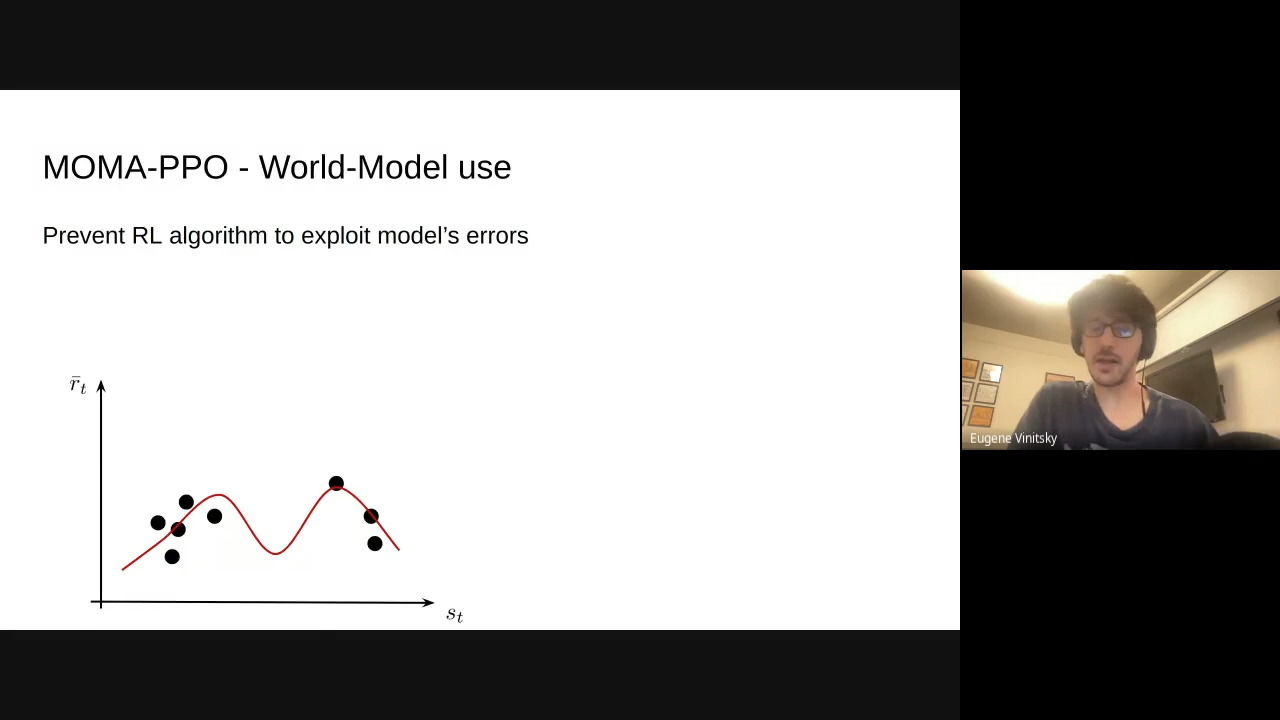 MOMA-PPO - World-Model use
Prevent RL algorithm to exploit model’s errors
r̄ₜ
sₜ
Eugene Vinitsky